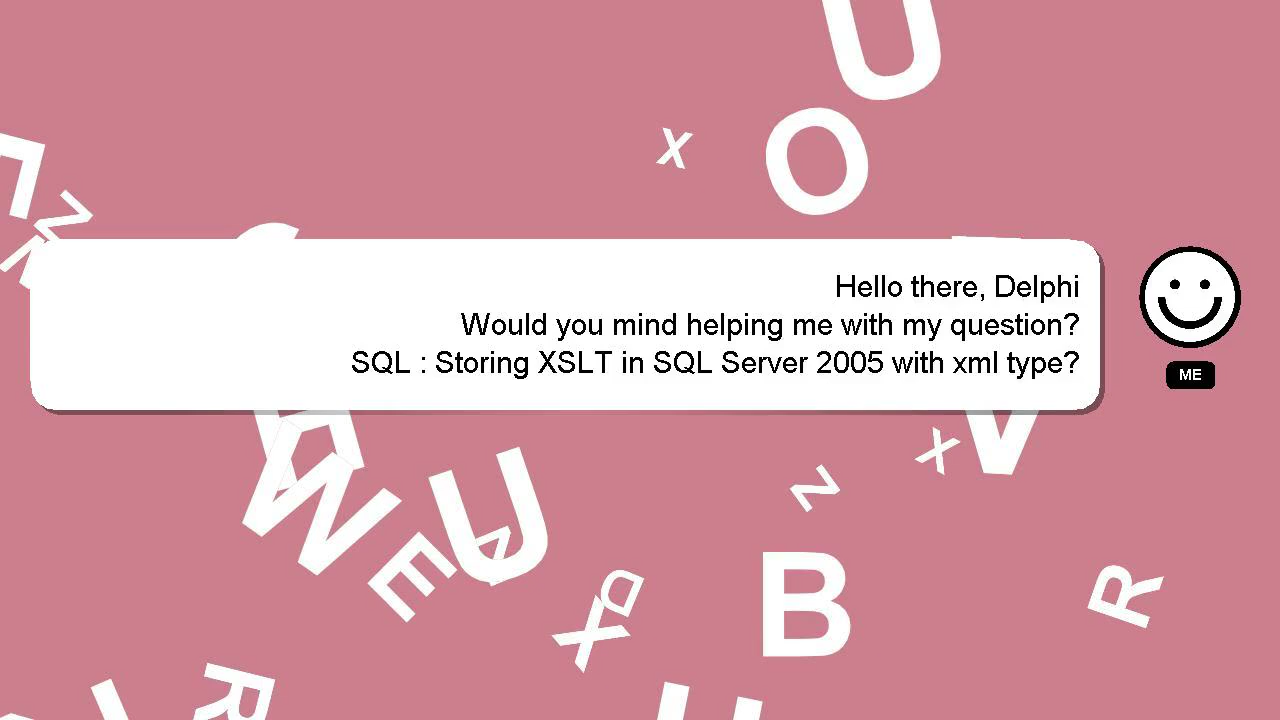 Hello there, Delphi
Would you mind helping me with my question?
SQL : Storing XSLT in SQL Server 2005 with xml type?
ME
U
O
X
Z
W
E
U
Z
D
X
B
N
X
V
R
R